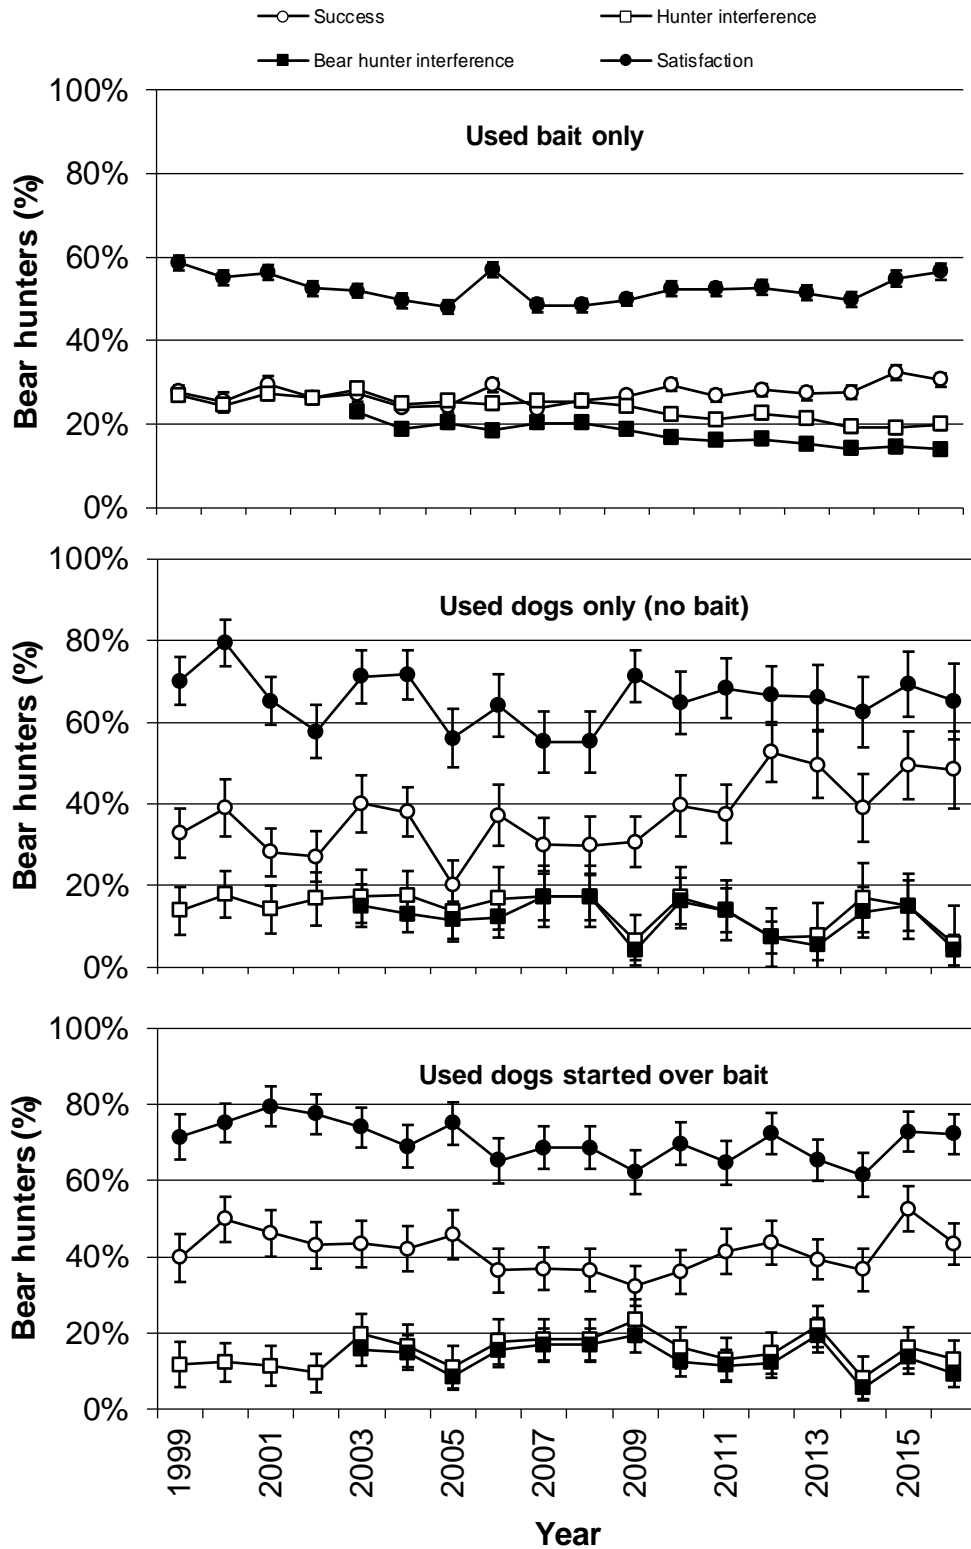 Success
Hunter interference
Bear hunter interference
Satisfaction
100%
80%
60%
40%
20%
0%
Bear hunters (%)
Used bait only
100%
80%
60%
40%
20%
0%
Bear hunters (%)
Used dogs only (no bait)
100%
80%
60%
40%
20%
0%
Bear hunters (%)
Used dogs started over bait
1999
2001
2003
2005
2007
2009
2011
2013
2015
Year